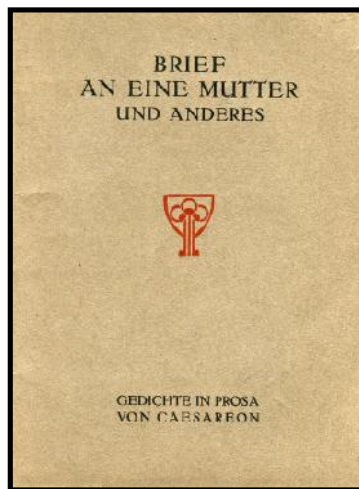 BRIEF
AN EINE MUTTER
UND ANDERES
GEDICHTE IN PROSA
VON CAESAREON